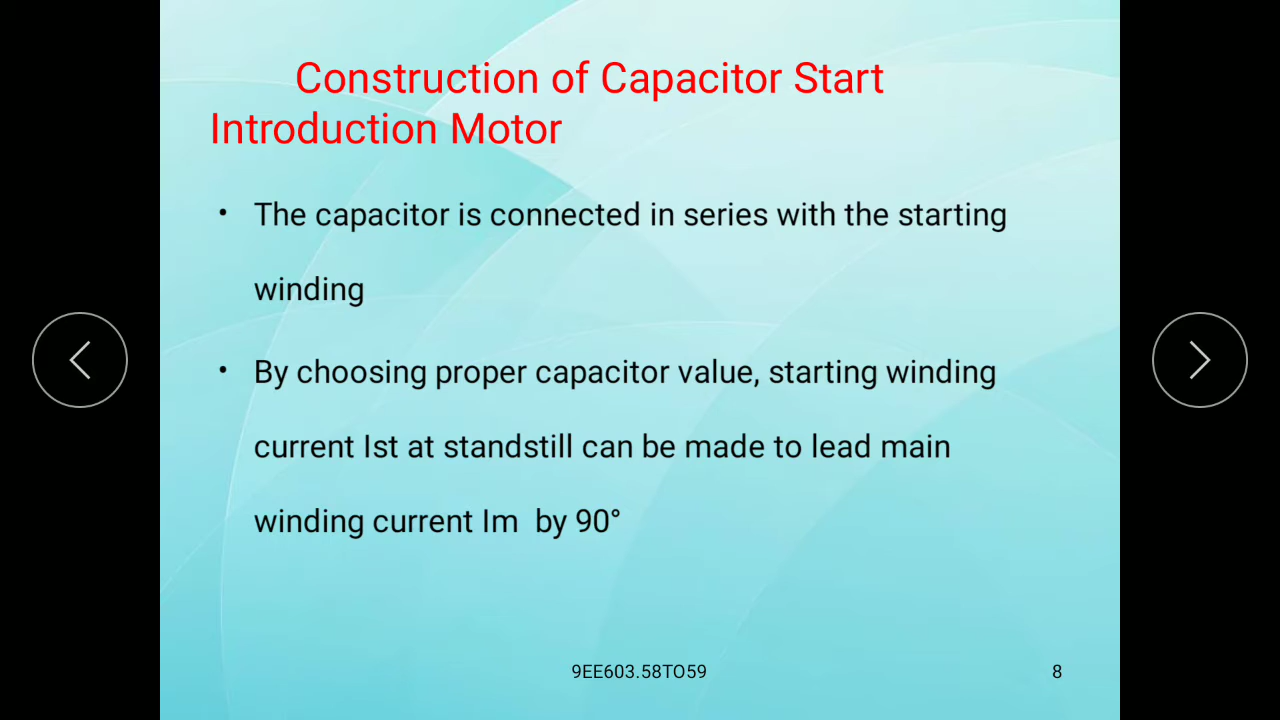 Construction of Capacitor Start
Introduction Motor
• The capacitor is connected in series with the starting
winding
• By choosing proper capacitor value, starting winding
current Ist at standstill can be made to lead main
winding current Im  by 90°
9EE603.58TO59
8